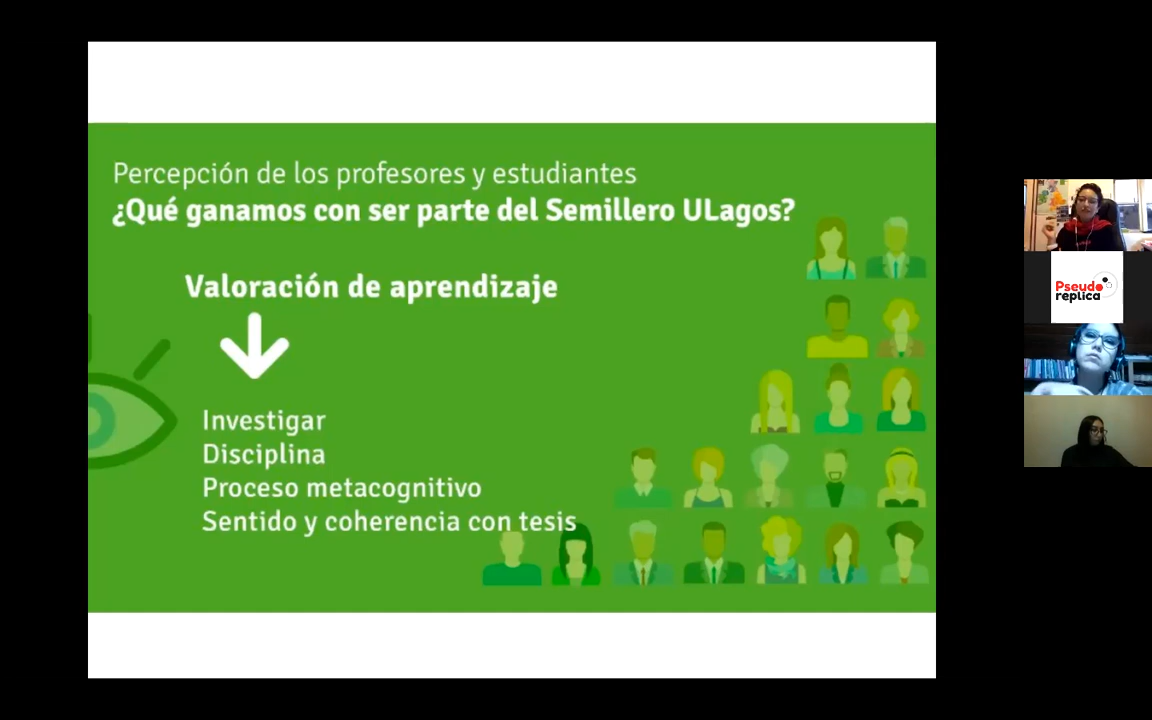 Percepción de los profesores y estudiantes
¿Qué ganamos con ser parte del Semillero ULagos?
Valoración de aprendizaje
Investigar
Disciplina
Proceso metacognitivo
Sentido y coherencia con tesis
Pseudo
replica